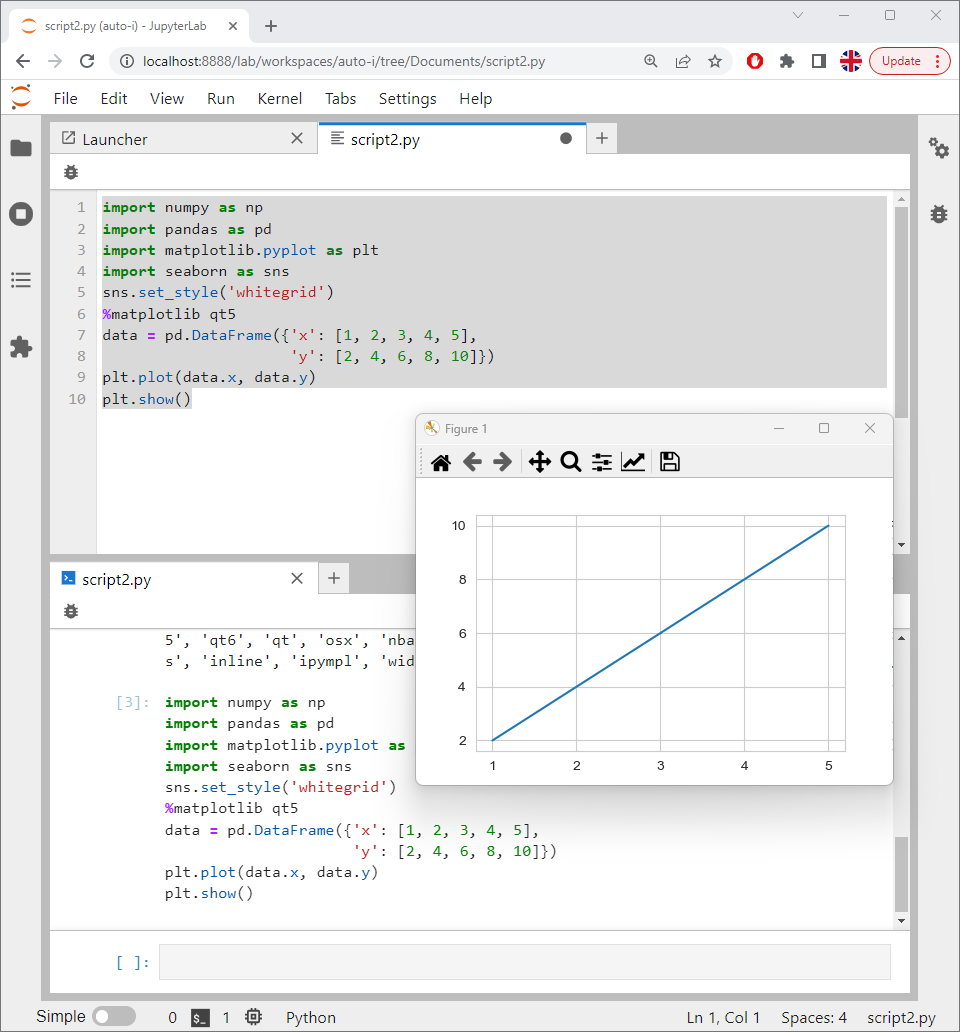 script2.py (auto-i) - JupyterLab
localhost:8888/lab/workspaces/auto-i/tree/Documents/script2.py
Update
File Edit View Run Kernel Tabs Settings Help
Launcher
script2.py
1 import numpy as np
2 import pandas as pd
3 import matplotlib.pyplot as plt
4 import seaborn as sns
5 sns.set_style('whitegrid')
6 %matplotlib qt5
7 data = pd.DataFrame({'x': [1, 2, 3, 4, 5],
8 'y': [2, 4, 6, 8, 10]})
9 plt.plot(data.x, data.y)
10 plt.show()
Figure 1
10
8
6
4
2
1 2 3 4 5
script2.py
5', 'qt6', 'qt', 'osx', 'nba
s', 'inline', 'ipympl', 'wid
[3]: import numpy as np
import pandas as pd
import matplotlib.pyplot as
import seaborn as sns
sns.set_style('whitegrid')
%matplotlib qt5
data = pd.DataFrame({'x': [1, 2, 3, 4, 5],
'y': [2, 4, 6, 8, 10]})
plt.plot(data.x, data.y)
plt.show()
[ ]:
Simple 0 $_ 1 Python Ln 1, Col 1 Spaces: 4 script2.py